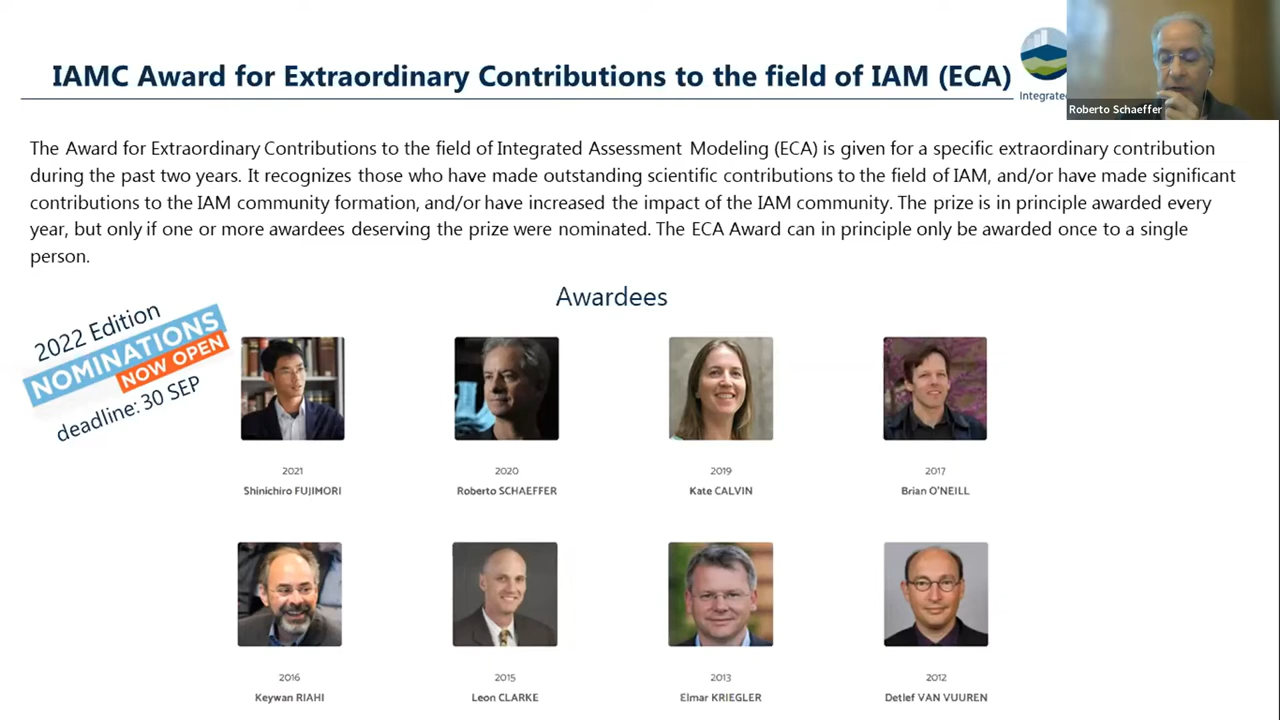 IAMC Award for Extraordinary Contributions to the field of IAM (ECA)
Roberto Schaeffer
The Award for Extraordinary Contributions to the field of Integrated Assessment Modeling (ECA) is given for a specific extraordinary contribution
during the past two years. It recognizes those who have made outstanding scientific contributions to the field of IAM, and/or have made significant
contributions to the IAM community formation, and/or have increased the impact of the IAM community. The prize is in principle awarded every
year, but only if one or more awardees deserving the prize were nominated. The ECA Award can in principle only be awarded once to a single
person.
Awardees
2022 Edition
NOMINATIONS
NOW OPEN
deadline: 30 SEP
2021
Shinichiro FUJIMORI
2020
Roberto SCHAEFFER
2019
Kate CALVIN
2017
Brian O'NEILL
2016
Keywan RIAHI
2015
Leon CLARKE
2013
Elmar KRIEGLER
2012
Detlef VAN VUUREN